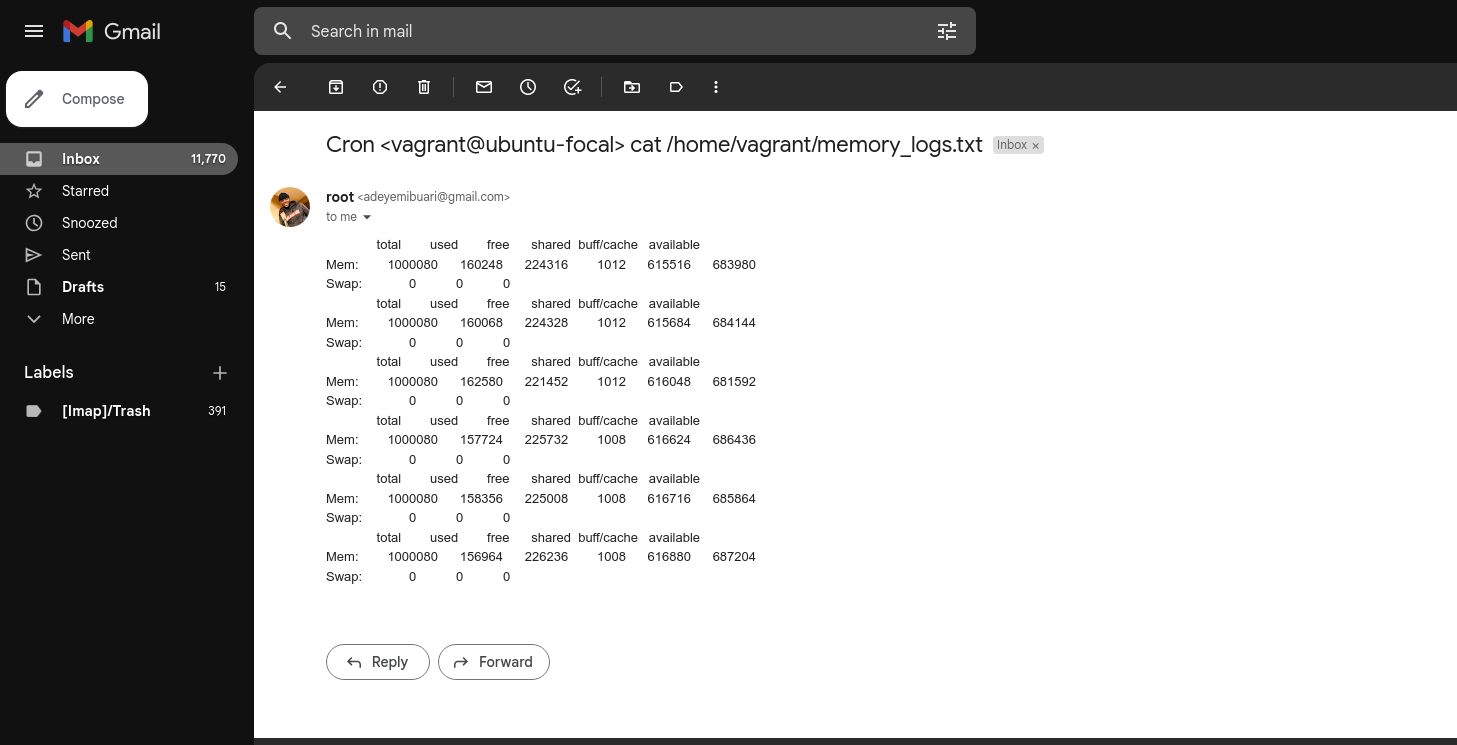 Gmail
Search in mail
Compose
Inbox 11,770
Starred
Snoozed
Sent
Drafts 15
More
Labels
[Imap]/Trash 391
Cron <vagrant@ubuntu-focal> cat /home/vagrant/memory_logs.txt Inbox ×
root <adeyemibuari@gmail.com>
to me
total used free shared buff/cache available
Mem: 1000080 160248 224316 1012 615516 683980
Swap: 0 0 0
total used free shared buff/cache available
Mem: 1000080 160068 224328 1012 615684 684144
Swap: 0 0 0
total used free shared buff/cache available
Mem: 1000080 162580 221452 1012 616048 681592
Swap: 0 0 0
total used free shared buff/cache available
Mem: 1000080 157724 225732 1008 616624 686436
Swap: 0 0 0
total used free shared buff/cache available
Mem: 1000080 158356 225008 1008 616716 685864
Swap: 0 0 0
total used free shared buff/cache available
Mem: 1000080 156964 226236 1008 616880 687204
Swap: 0 0 0
Reply Forward